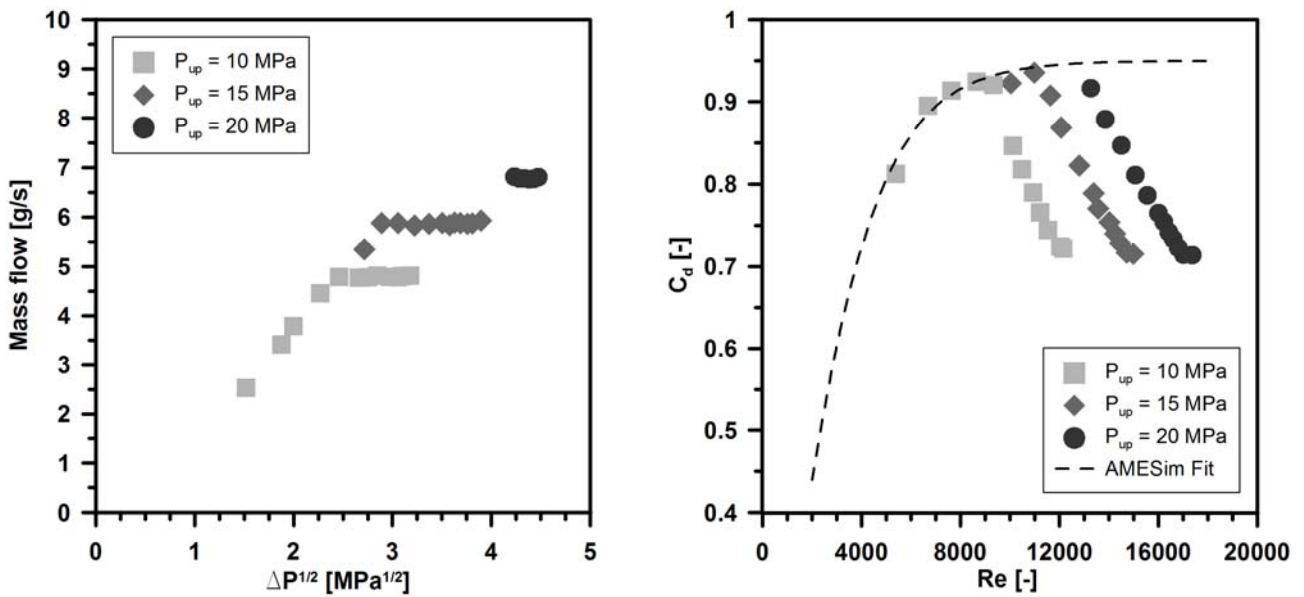 10
9
8
7
6
5
4
3
2
1
0
Mass flow [g/s]
P_up = 10 MPa
P_up = 15 MPa
P_up = 20 MPa
0 1 2 3 4 5
ΔP^1/2 [MPa^1/2]
1
0.9
0.8
0.7
0.6
0.5
0.4
C_d [-]
P_up = 10 MPa
P_up = 15 MPa
P_up = 20 MPa
AMESim Fit
0 4000 8000 12000 16000 20000
Re [-]